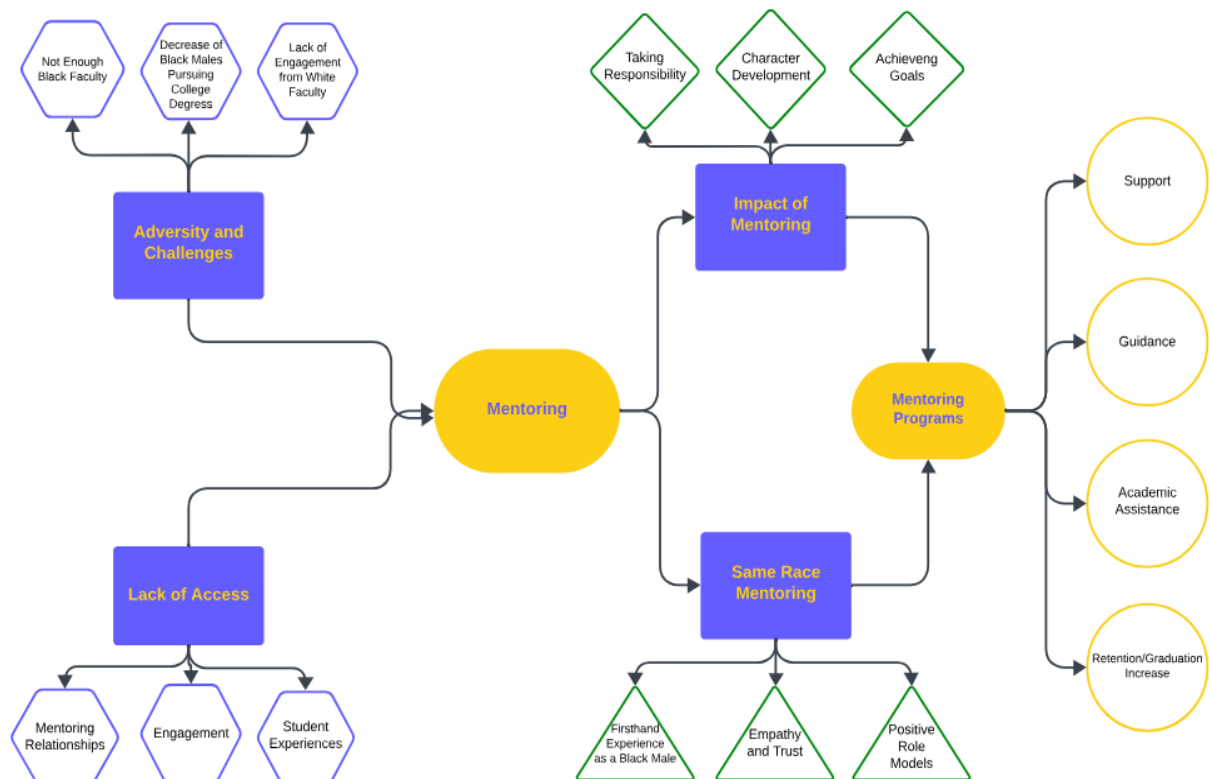 Not Enough
Black Faculty
Decrease of
Black Males
Pursuing
College
Degress
Lack of
Engagement
from White
Faculty
Taking
Responsibility
Character
Development
Achieveng
Goals
Adversity and
Challenges
Impact of
Mentoring
Support
Guidance
Mentoring
Mentoring
Programs
Academic
Assistance
Lack of Access
Same Race
Mentoring
Retention/Graduation
Increase
Mentoring
Relationships
Engagement
Student
Experiences
Firsthand
Experience
as a Black Male
Empathy
and Trust
Positive
Role
Models